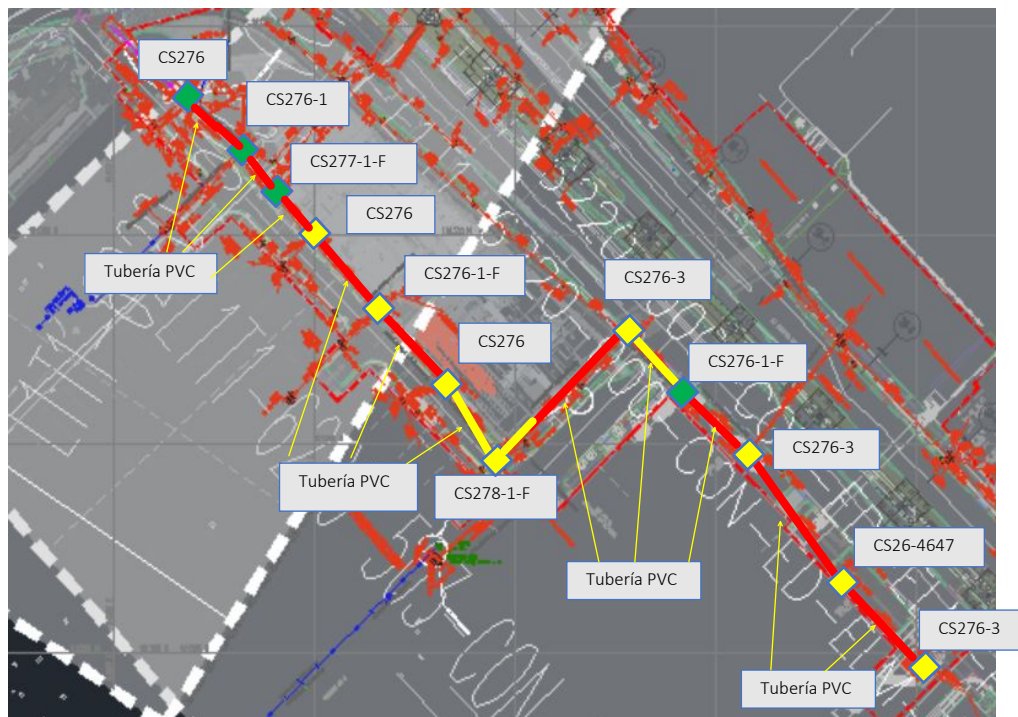 CS276
CS276-1
CS277-1-F
CS276
CS276-1-F
CS276-3
Tubería PVC
CS276
CS276-1-F
CS276-3
Tubería PVC
CS278-1-F
CS26-4647
Tubería PVC
CS276-3
Tubería PVC